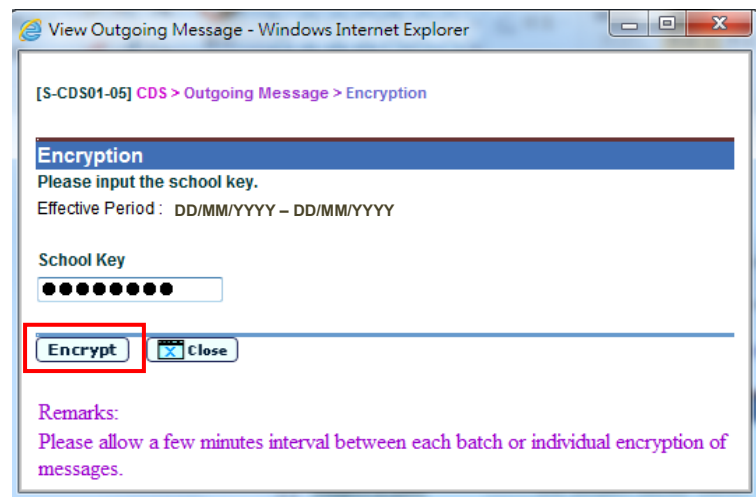 View Outgoing Message - Windows Internet Explorer
[S-CDS01-05] CDS > Outgoing Message > Encryption
Encryption
Please input the school key.
Effective Period : DD/MM/YYYY – DD/MM/YYYY
School Key
●●●●●●●●
Encrypt Close
Remarks:
Please allow a few minutes interval between each batch or individual encryption of
messages.